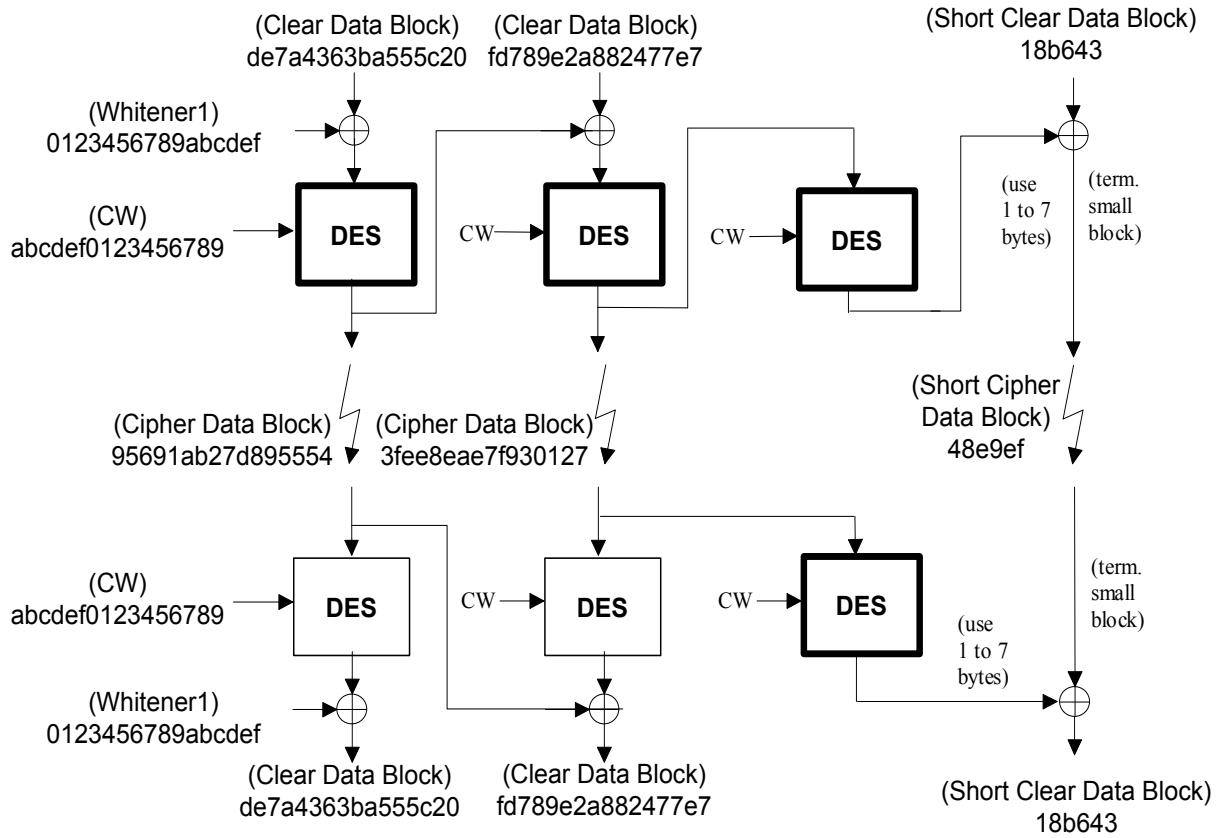 (Clear Data Block)
de7a4363ba555c20
(Clear Data Block)
fd789e2a882477e7
(Short Clear Data Block)
18b643
(Whitener1)
0123456789abcdef
(CW)
abcdef0123456789
DES
CW
DES
CW
DES
(use
1 to 7
bytes)
(term.
small
block)
(Cipher Data Block)
95691ab27d895554
(Cipher Data Block)
3fee8eae7f930127
(Short Cipher
Data Block)
48e9ef
(CW)
abcdef0123456789
DES
CW
DES
CW
DES
(use
1 to 7
bytes)
(term.
small
block)
(Whitener1)
0123456789abcdef
(Clear Data Block)
de7a4363ba555c20
(Clear Data Block)
fd789e2a882477e7
(Short Clear Data Block)
18b643